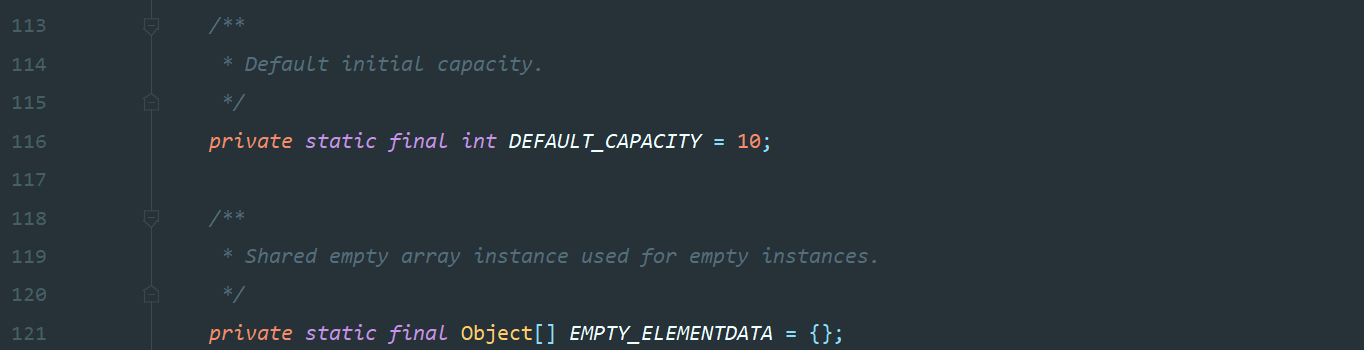 113 /**
114 * Default initial capacity.
115 */
116 private static final int DEFAULT_CAPACITY = 10;
117
118 /**
119 * Shared empty array instance used for empty instances.
120 */
121 private static final Object[] EMPTY_ELEMENTDATA = {};